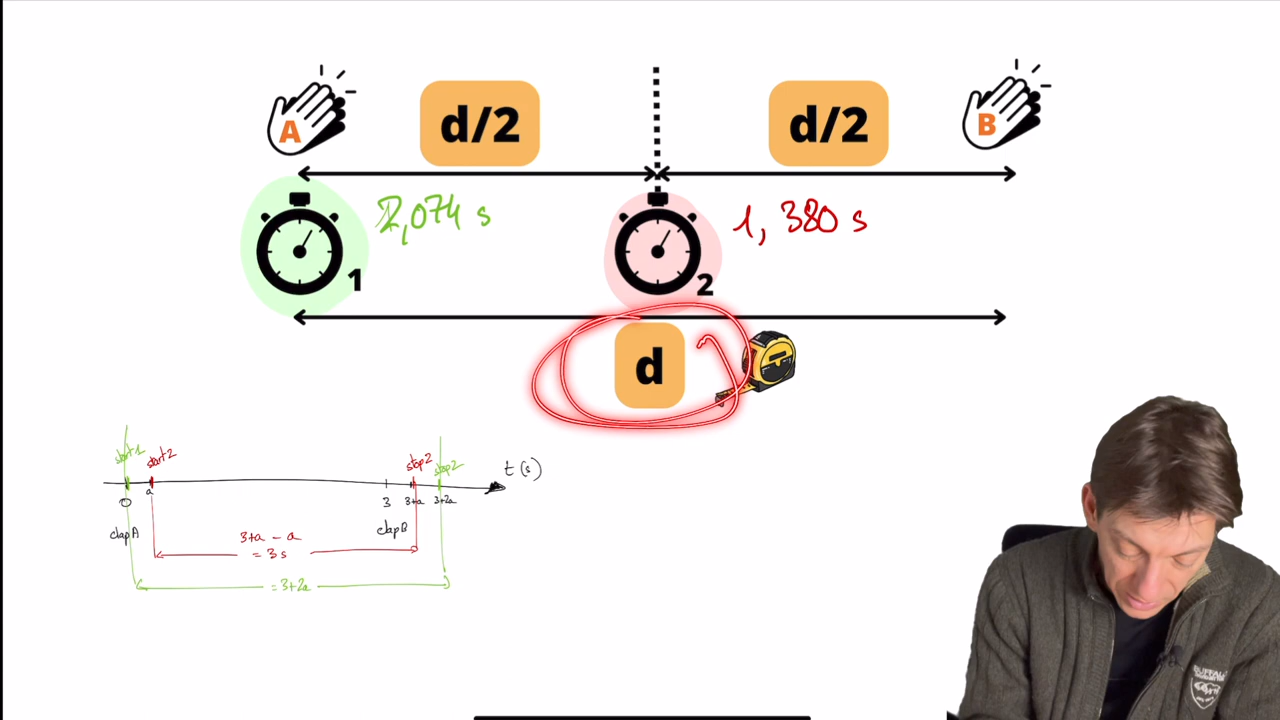 A d/2 d/2 B
2,074 s 1, 380 s
1 2
d
start1 start2 stop2 stop2 t (s)
0 a 3 3+a 3+2a
clap A clap B
3+a - a
= 3 s
= 3+2a